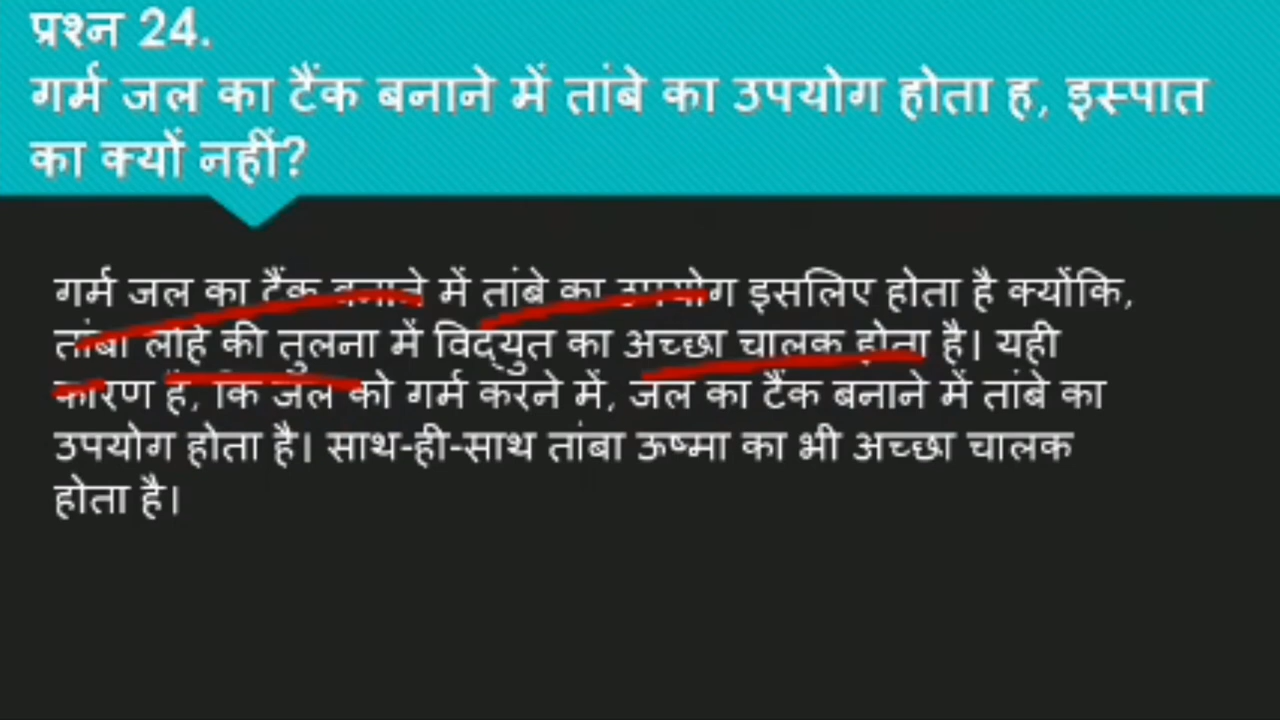 प्रश्न 24.
गर्म जल का टैंक बनाने में तांबे का उपयोग होता ह, इस्पात
का क्यों नहीं?
गर्म जल का टैंक बनाने में तांबे का उपयोग इसलिए होता है क्योंकि,
तांबा लोहे की तुलना में विद्युत का अच्छा चालक होता है। यही
कारण है, कि जल को गर्म करने में, जल का टैंक बनाने में तांबे का
उपयोग होता है। साथ-ही-साथ तांबा ऊष्मा का भी अच्छा चालक
होता है।